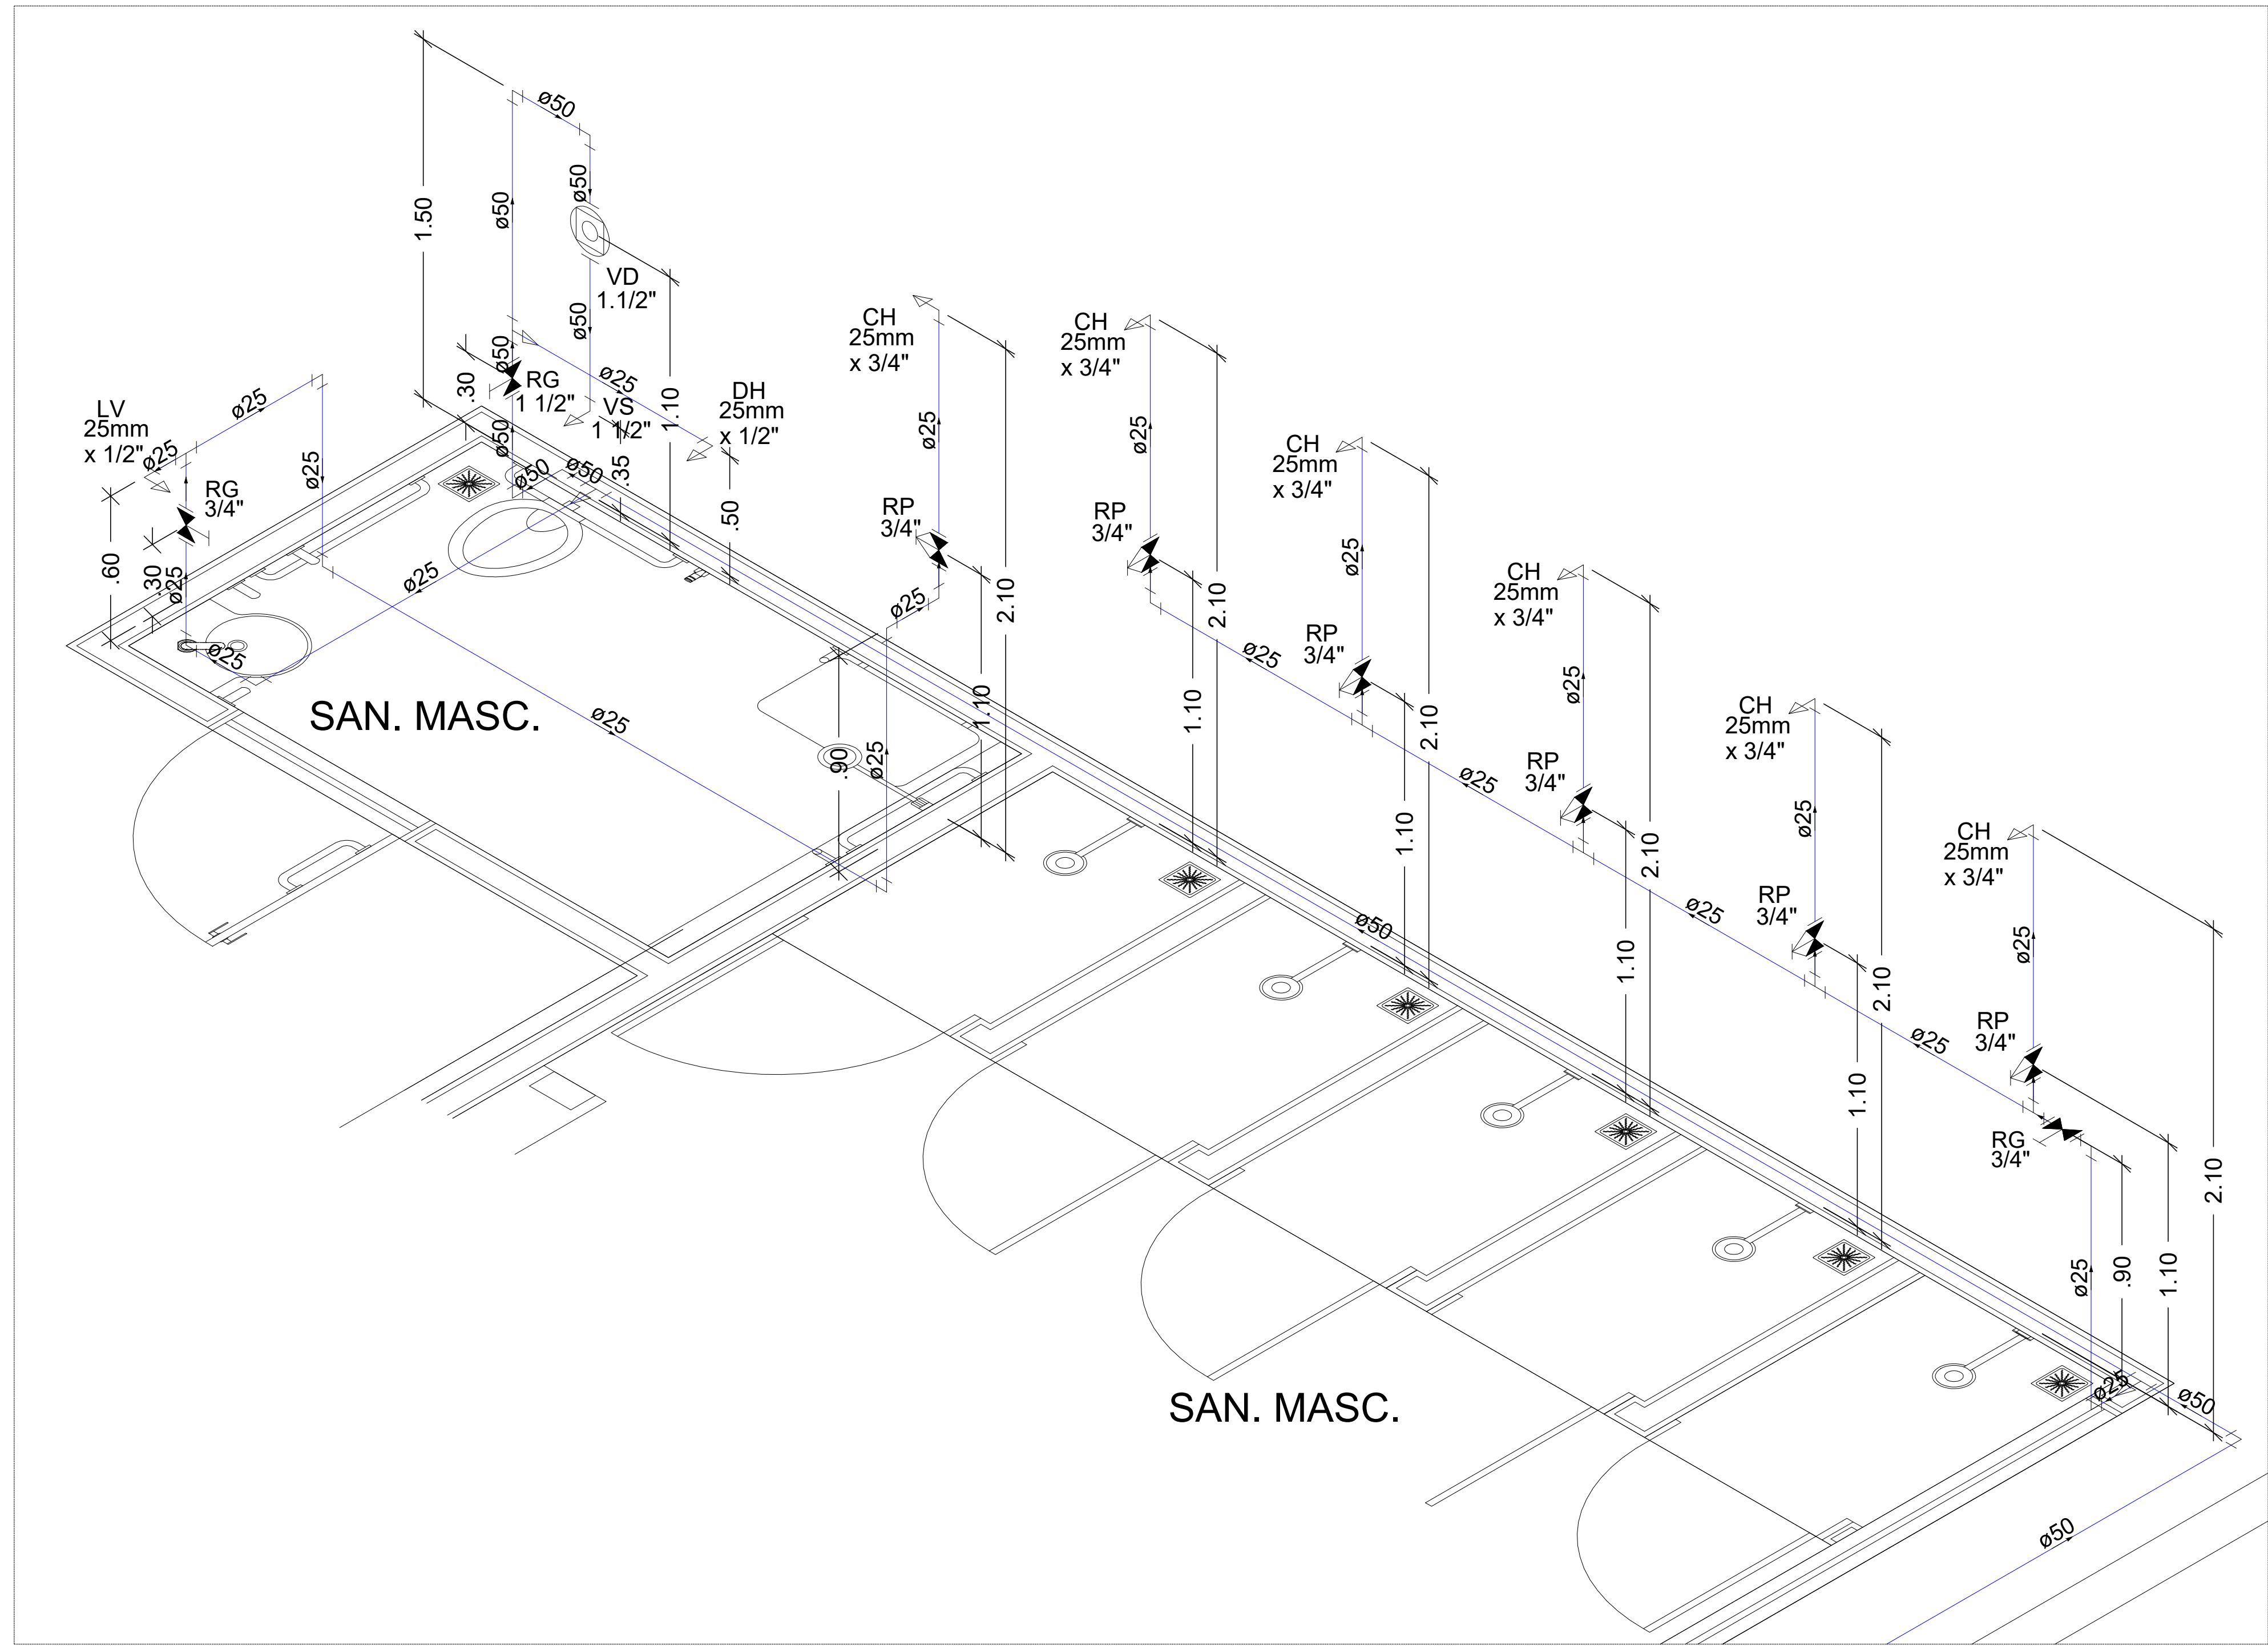 ø50
1.50
ø50
ø50
VD
1.1/2"
ø50
ø50
.30
RG
1 1/2"
ø25
VS
1 1/2"
1.10
DH
25mm
x 1/2"
ø50
ø50
ø50
.35
.50
LV
25mm
x 1/2"
ø25
ø25
ø25
RG
3/4"
.60
.30
ø25
ø25
ø25
SAN. MASC.
ø25
.90
ø25
ø25
CH
25mm
x 3/4"
ø25
RP
3/4"
1.10
2.10
CH
25mm
x 3/4"
ø25
RP
3/4"
1.10
2.10
ø25
CH
25mm
x 3/4"
ø25
RP
3/4"
1.10
2.10
ø25
CH
25mm
x 3/4"
ø25
RP
3/4"
1.10
2.10
ø25
CH
25mm
x 3/4"
ø25
RP
3/4"
1.10
2.10
ø25
CH
25mm
x 3/4"
ø25
RP
3/4"
RG
3/4"
ø25
.90
1.10
2.10
ø50
ø25
ø50
SAN. MASC.
ø50